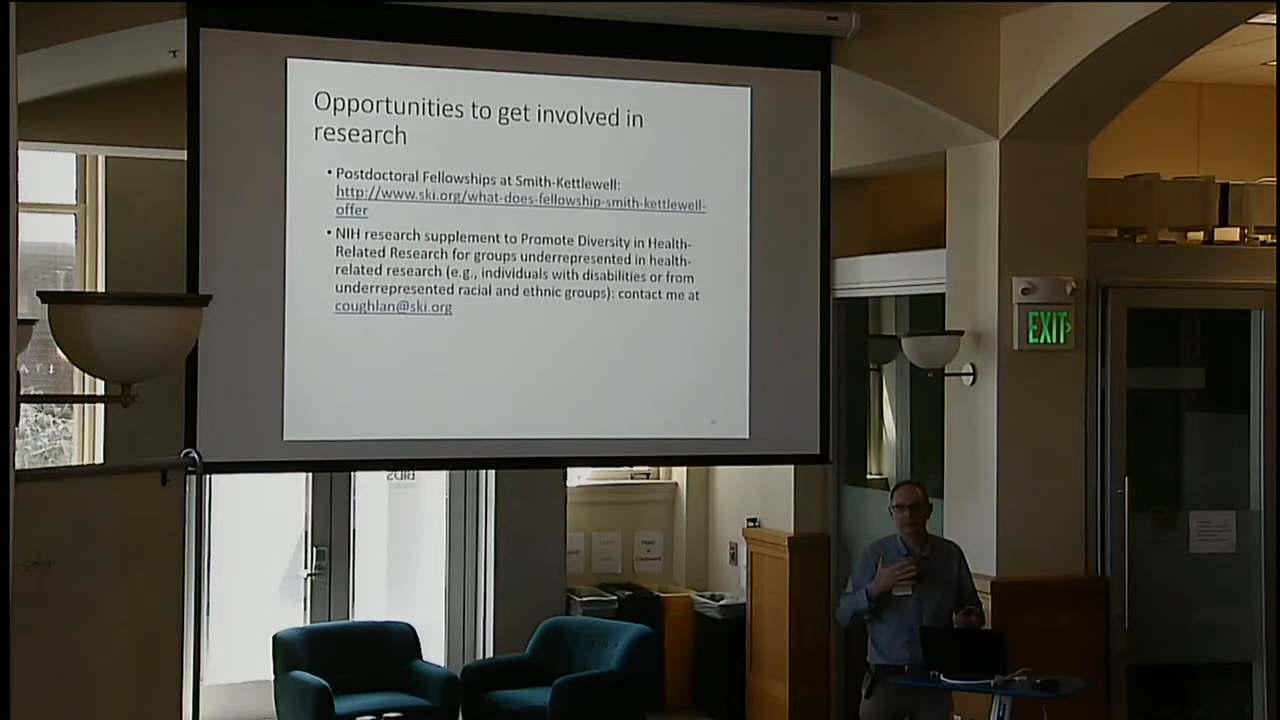 Opportunities to get involved in
research
• Postdoctoral Fellowships at Smith-Kettlewell:
http://www.ski.org/what-does-fellowship-smith-kettlewell-
offer
• NIH research supplement to Promote Diversity in Health-
Related Research for groups underrepresented in health-
related research (e.g., individuals with disabilities or from
underrepresented racial and ethnic groups): contact me at
coughlan@ski.org
EXIT
BIDS